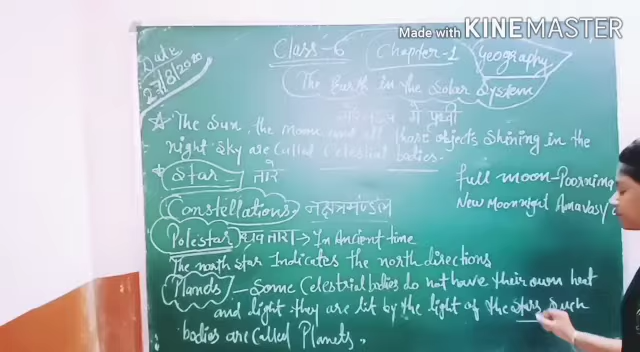 Made with KINEMASTER
Date
27/8/2020
Class-6 Chapter-1 Geography
The Earth in the Solar System
सौरमंडल में पृथ्वी
The Sun, the Moon and all those objects Shining in the
night Sky are Called Celestial bodies.
Star तारे
full moon - Poornima
Constellations नक्षत्रमंण्डल
New Moon night Amavasya
Polestar ध्रुव तारा → In Ancient time
The North Star Indicates the north directions
Planets - Some Celestrial bodies do not have their own heat
and light. They are lit by the light of the stars Such
bodies are Called Planets.